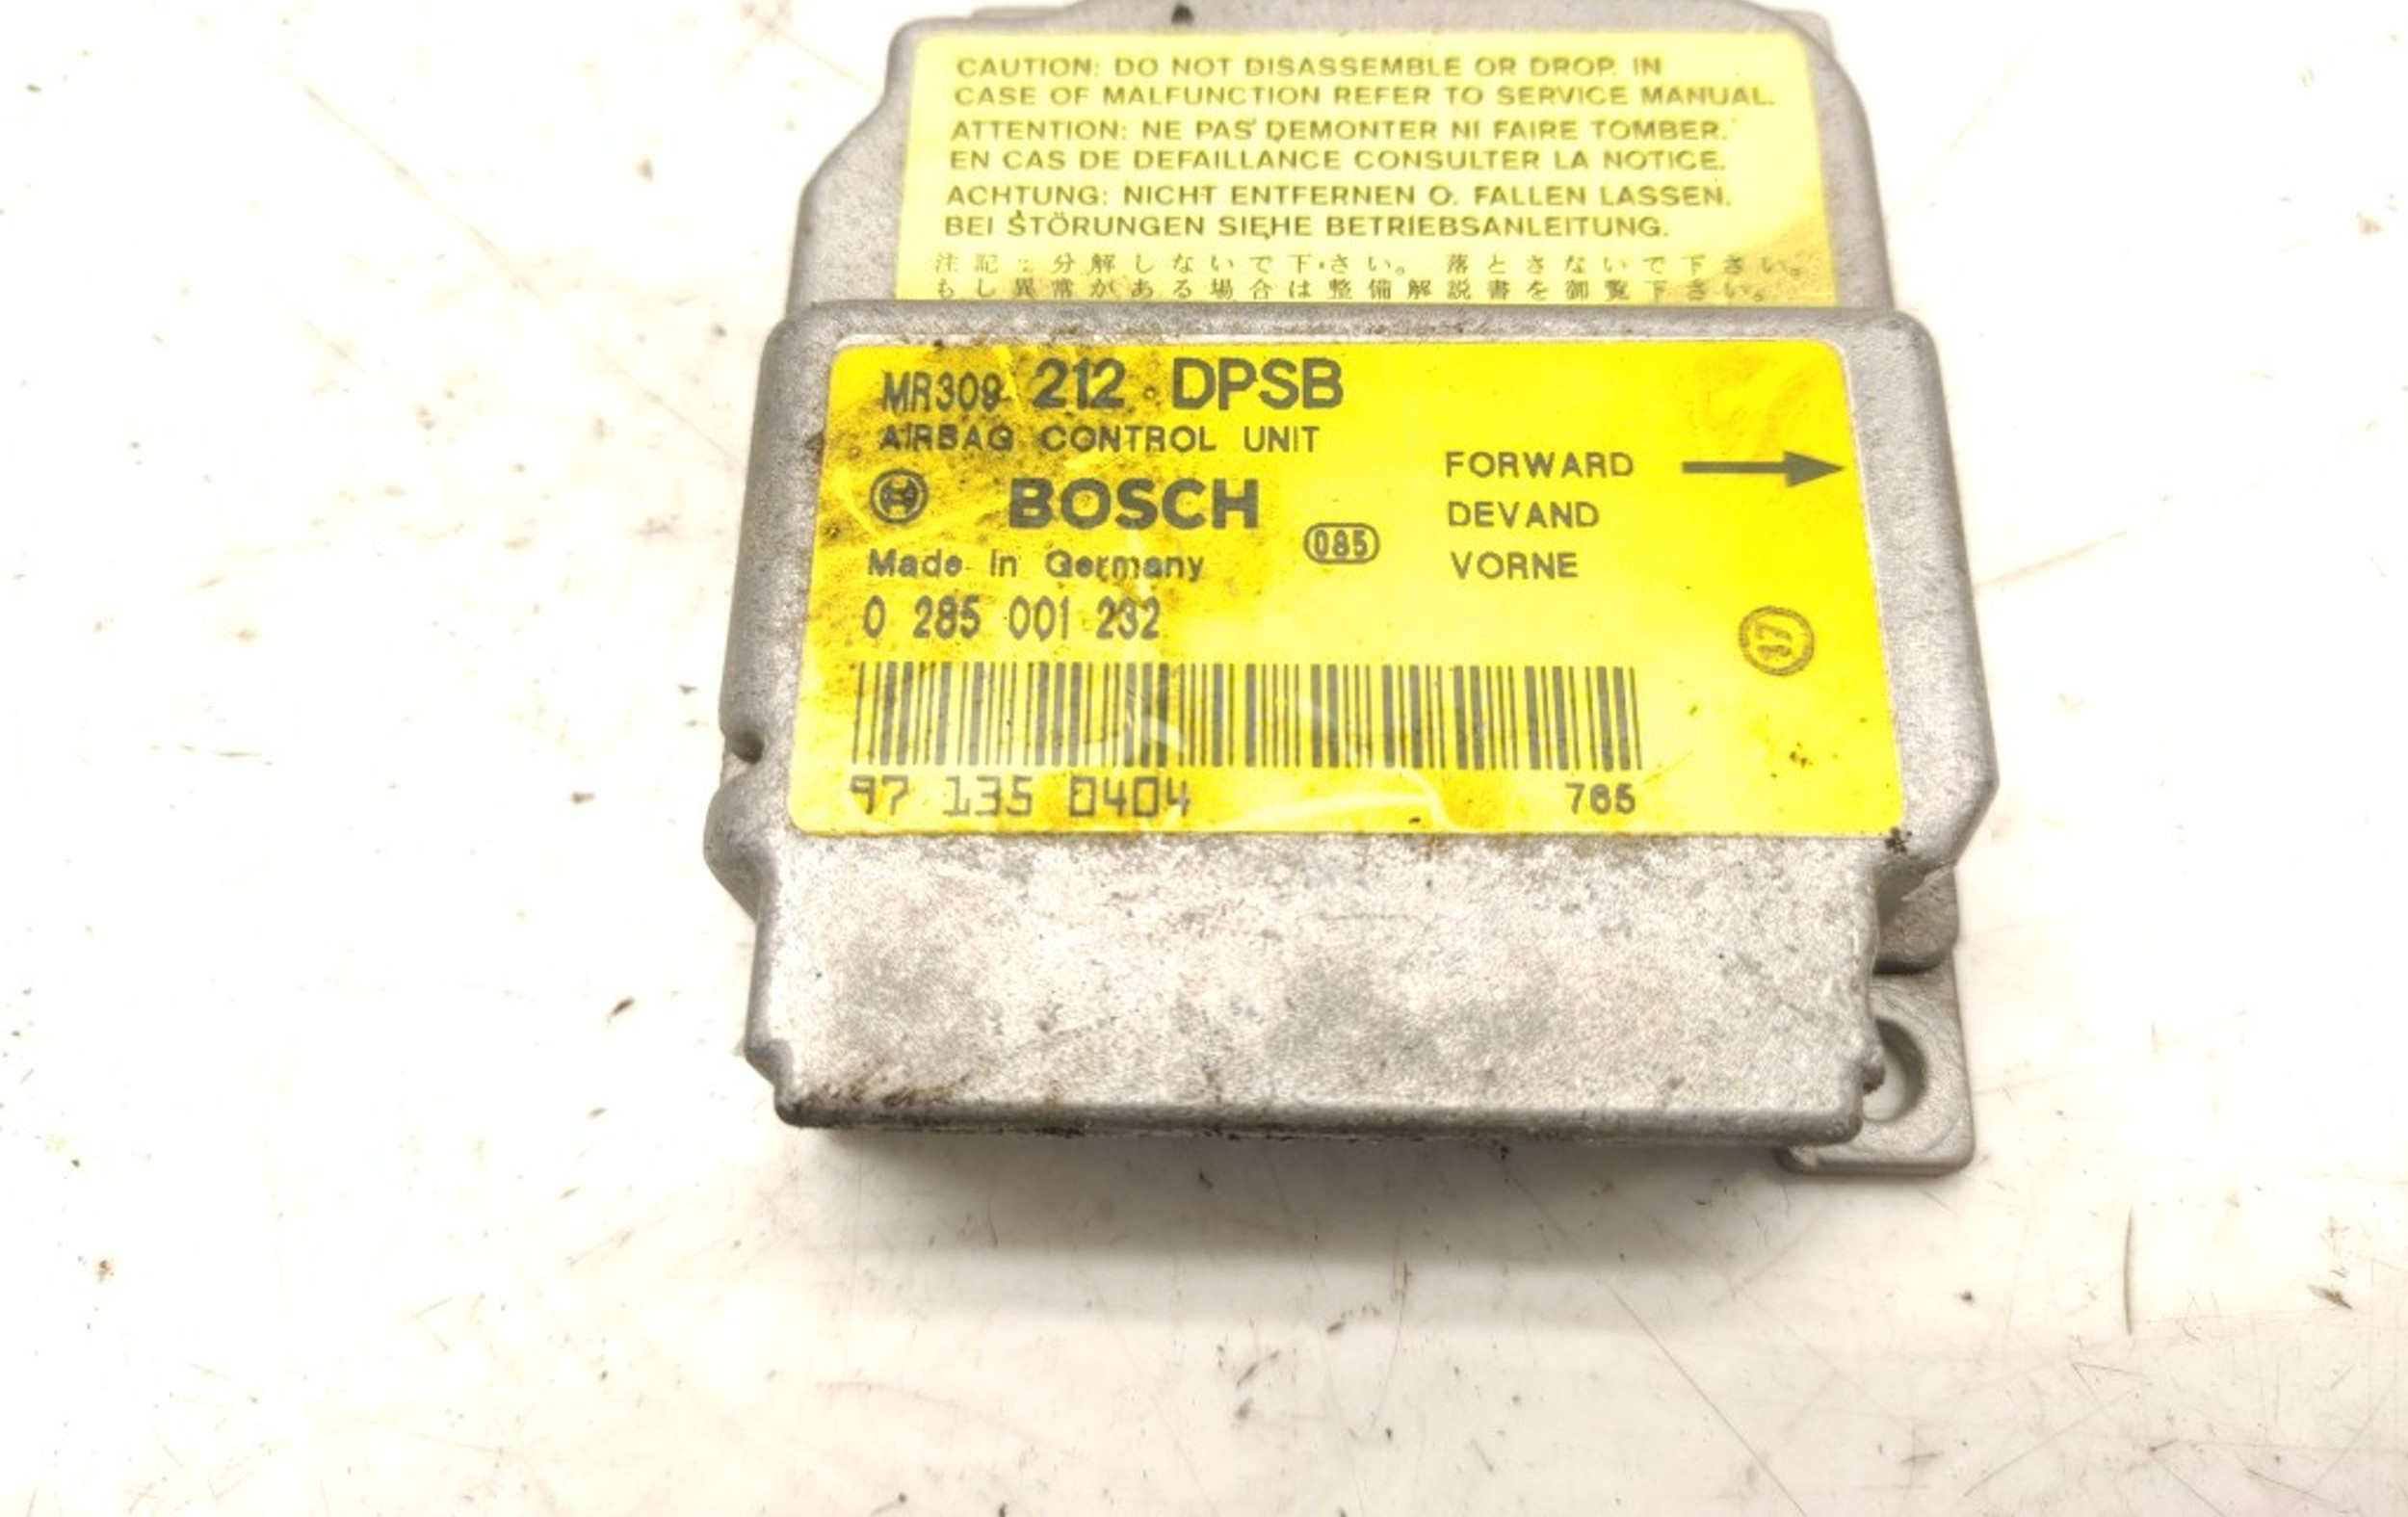 CAUTION: DO NOT DISASSEMBLE OR DROP. IN
CASE OF MALFUNCTION REFER TO SERVICE MANUAL.
ATTENTION: NE PAS DEMONTER NI FAIRE TOMBER.
EN CAS DE DEFAILLANCE CONSULTER LA NOTICE.
ACHTUNG: NICHT ENTFERNEN O. FALLEN LASSEN.
BEI STÖRUNGEN SIEHE BETRIEBSANLEITUNG.
注記: 分解しないで下さい。 落とさないで下さい。
もし異常がある場合は整備解説書を御覧下さい。
MR309 212 DPSB
AIRBAG CONTROL UNIT
FORWARD
BOSCH
DEVAND
085
Made in Germany
VORNE
0 285 001 232
37
97 135 0404 765